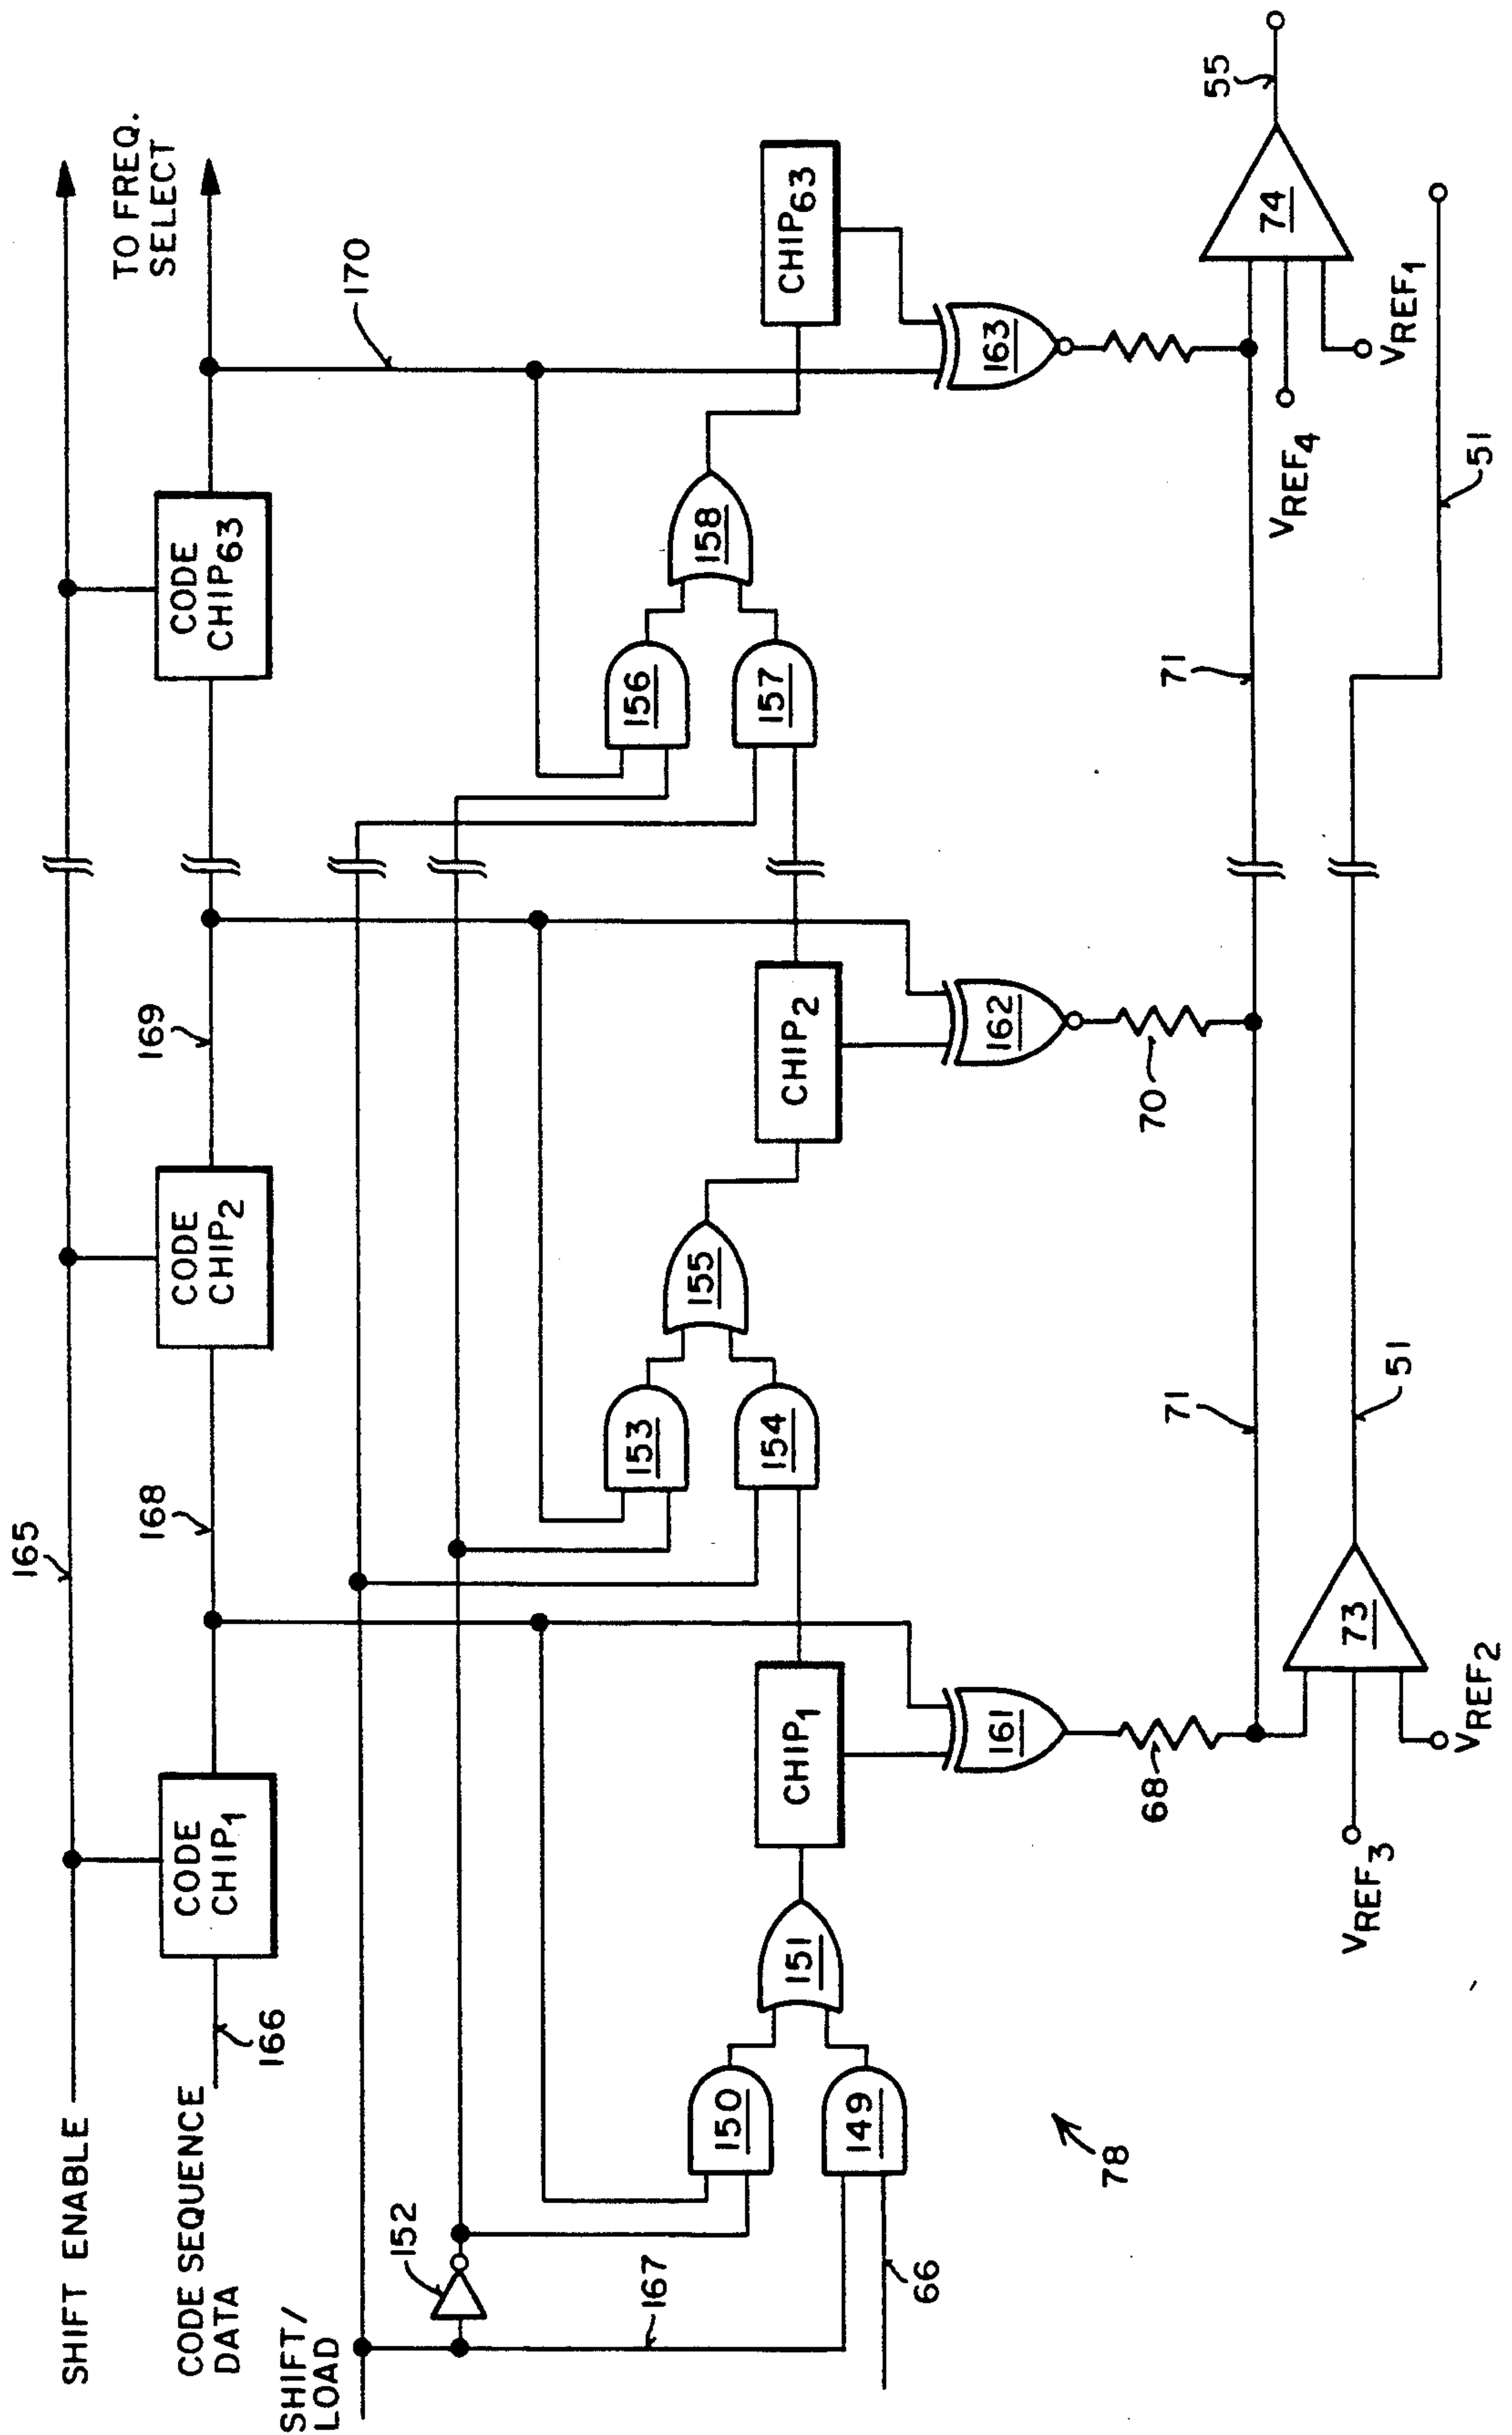 SHIFT ENABLE
165
CODE SEQUENCE
DATA
166
CODE
CHIP1
168
CODE
CHIP2
169
CODE
CHIP63
TO FREQ.
SELECT
170
SHIFT/
LOAD
152
167
66
150
149
151
CHIP1
153
154
155
CHIP2
156
157
158
CHIP63
161
162
163
68
70
71
71
73
74
VREF3
VREF2
VREF4
VREF1
51
51
55
78